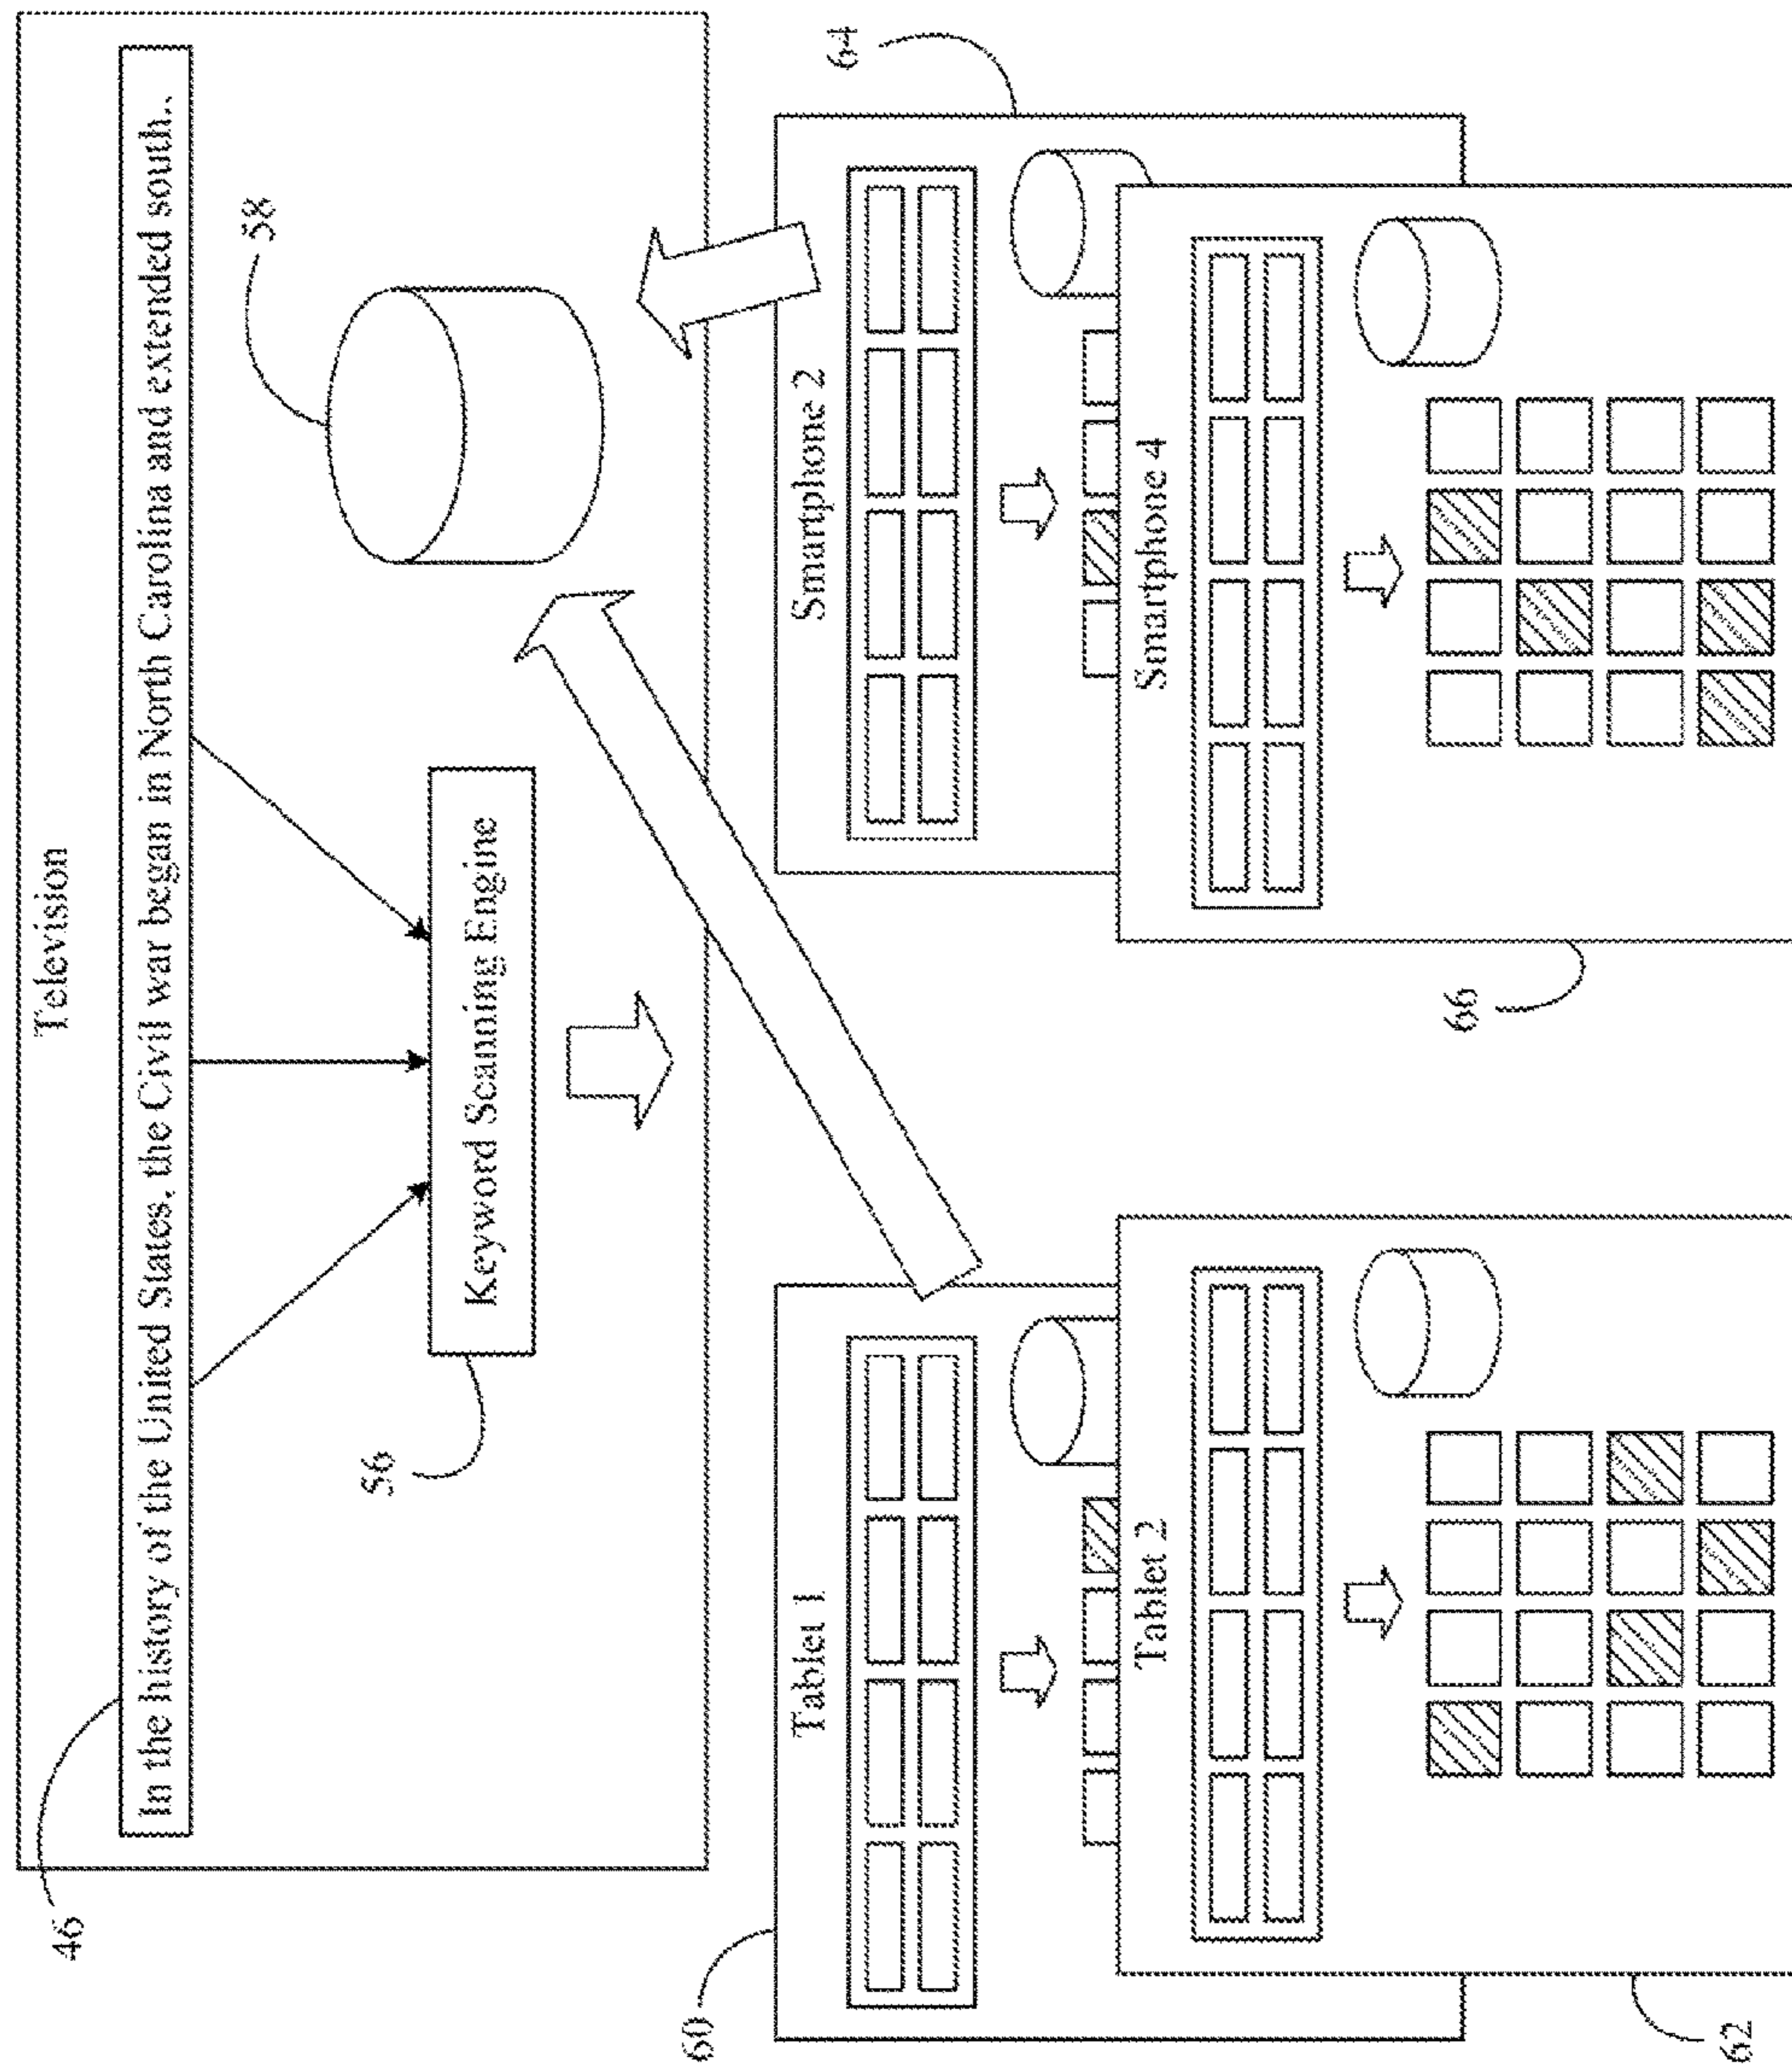 Television
46
In the history of the United States, the Civil war began in North Carolina and extended south..
58
56
Keyword Scanning Engine
60
Tablet 1
Smartphone 2
64
Tablet 2
Smartphone 4
62
66